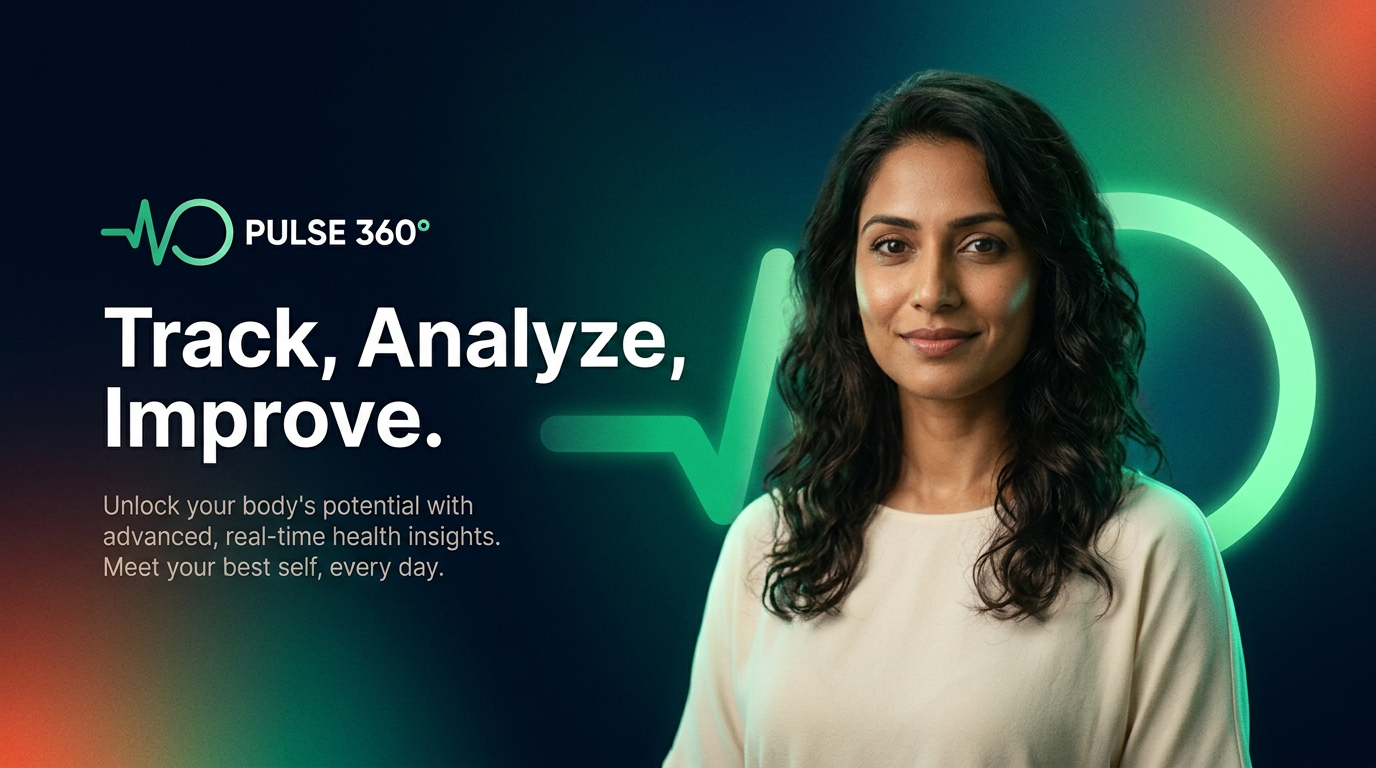 PULSE 360°
Track, Analyze,
Improve.
Unlock your body's potential with
advanced, real-time health insights.
Meet your best self, every day.